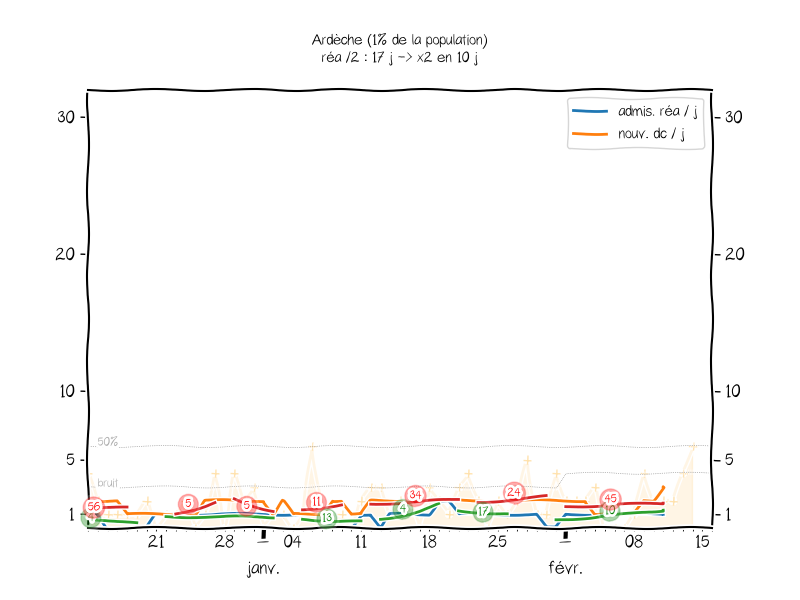 Ardèche (1% de la population)
réa /2 : 17 j -> x2 en 10 j
admis. réa / j
nouv. dc / j
30 30
20 20
10 10
50%
5 5
bruit
1 1
56 5 5 11 34 24 45
13 4 17 10
21 28 04 11 18 25 08 15
janv. févr.